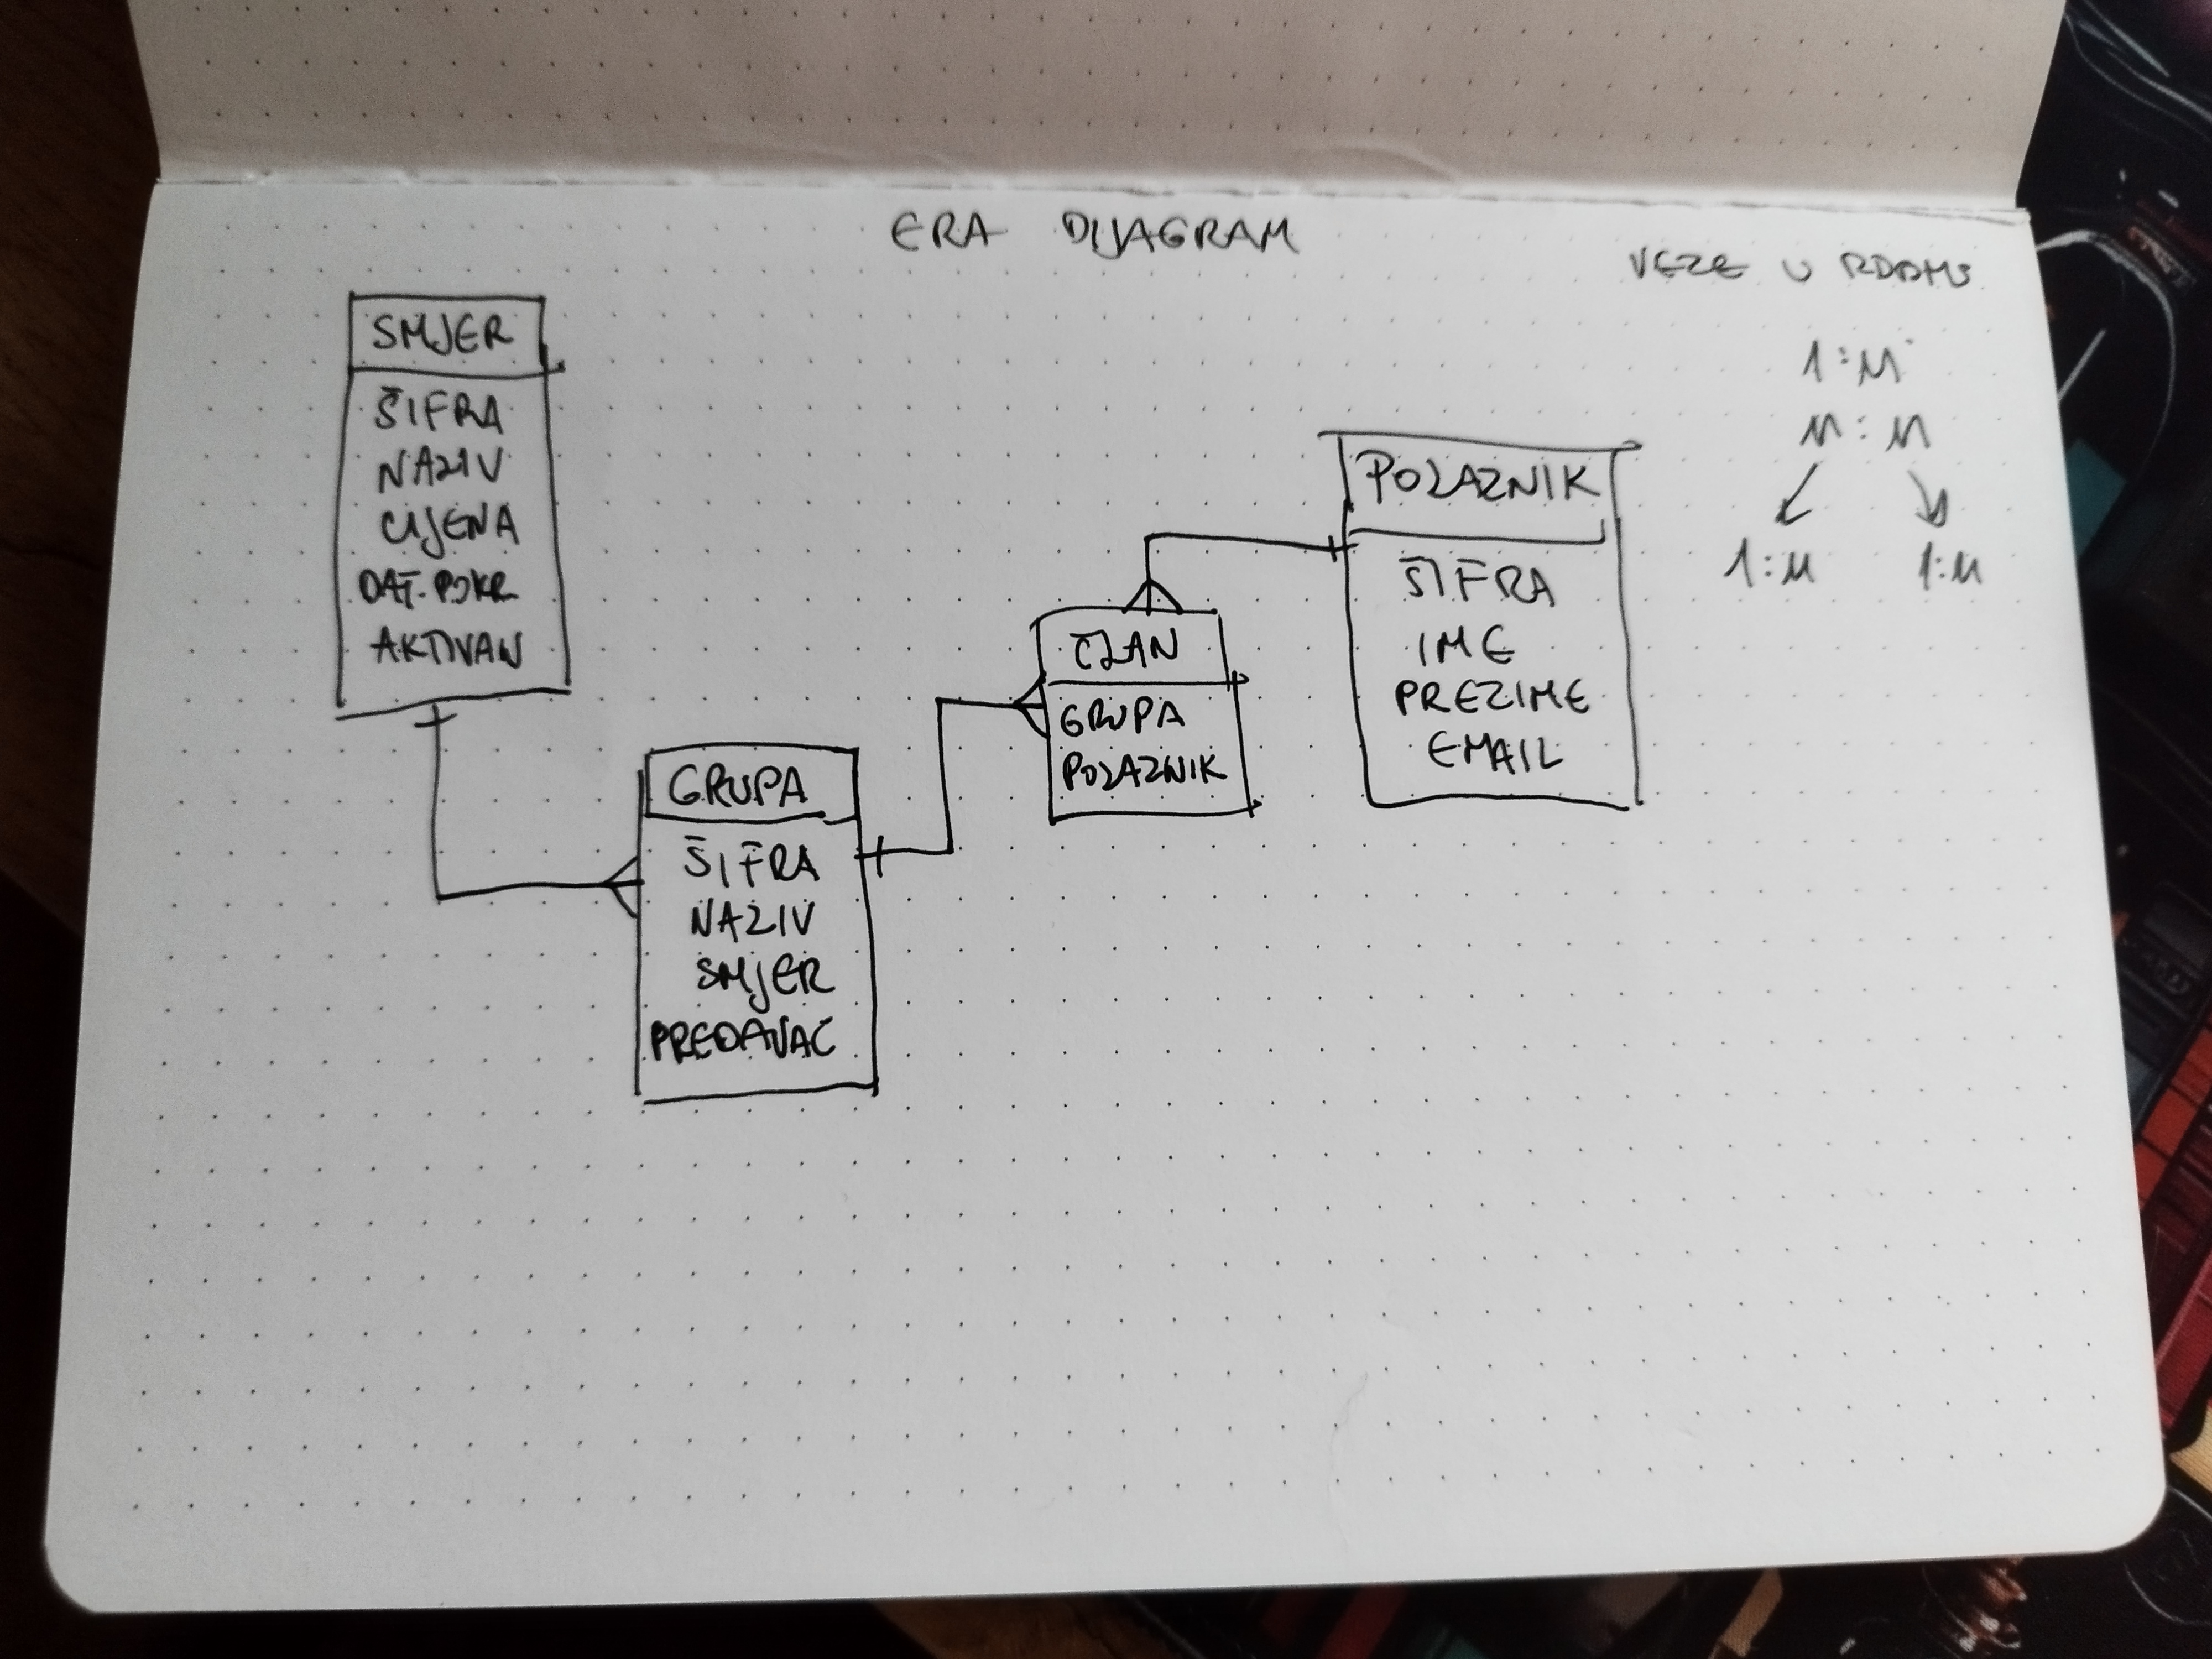 ERA DIJAGRAM
VEZE U RDBMS
1:M
M:N
1:M 1:M
SMJER
ŠIFRA
NAZIV
CIJENA
DAT.POKR
AKTIVAN
GRUPA
ŠIFRA
NAZIV
SMJER
PREDAVAČ
ČLAN
GRUPA
POLAZNIK
POLAZNIK
ŠIFRA
IME
PREZIME
EMAIL